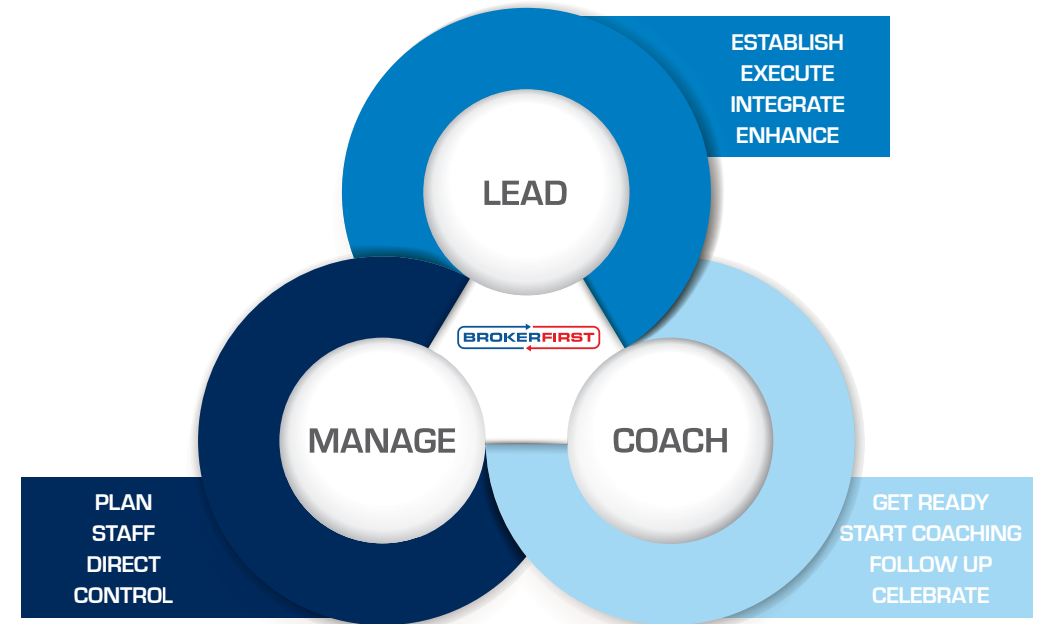 ESTABLISH
EXECUTE
INTEGRATE
ENHANCE
LEAD
BROKERFIRST
MANAGE
COACH
PLAN
STAFF
DIRECT
CONTROL
GET READY
START COACHING
FOLLOW UP
CELEBRATE